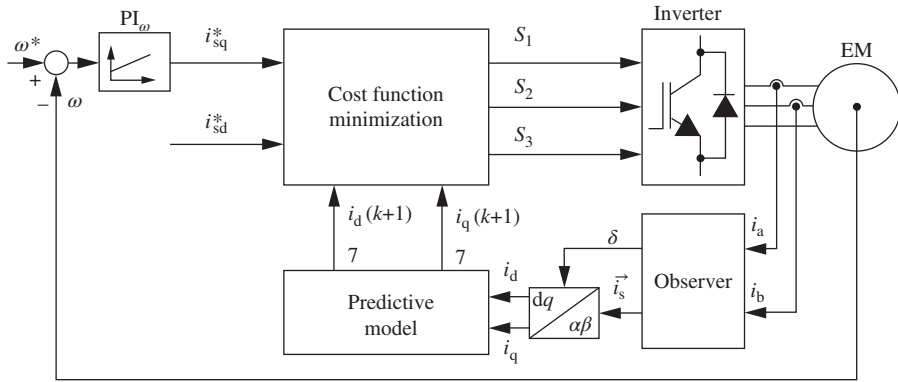 PI_ω
Inverter
EM
ω*
i*_sq
+
−
ω
i*_sd
Cost function
minimization
S_1
S_2
S_3
i_d (k+1)
i_q (k+1)
7
7
δ
i_a
i_b
Observer
i_d
i_q
dq
αβ
i⃗_s
Predictive
model